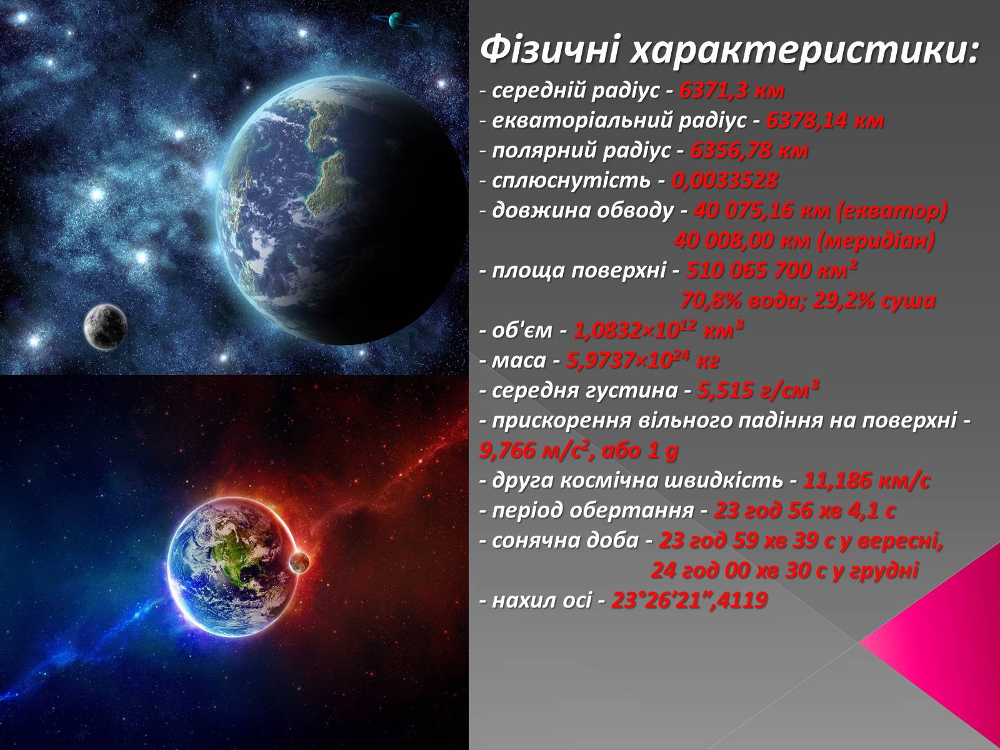 Фізичні характеристики:
- середній радіус - 6371,3 км
- екваторіальний радіус - 6378,14 км
- полярний радіус - 6356,78 км
- сплюснутість - 0,0033528
- довжина обводу - 40 075,16 км (екватор)
40 008,00 км (меридіан)
- площа поверхні - 510 065 700 км²
70,8% вода; 29,2% суша
- об'єм - 1,0832×10¹² км³
- маса - 5,9737×10²⁴ кг
- середня густина - 5,515 г/см³
- прискорення вільного падіння на поверхні -
9,766 м/с², або 1 g
- друга космічна швидкість - 11,186 км/с
- період обертання - 23 год 56 хв 4,1 с
- сонячна доба - 23 год 59 хв 39 с у вересні,
24 год 00 хв 30 с у грудні
- нахил осі - 23°26′21″,4119